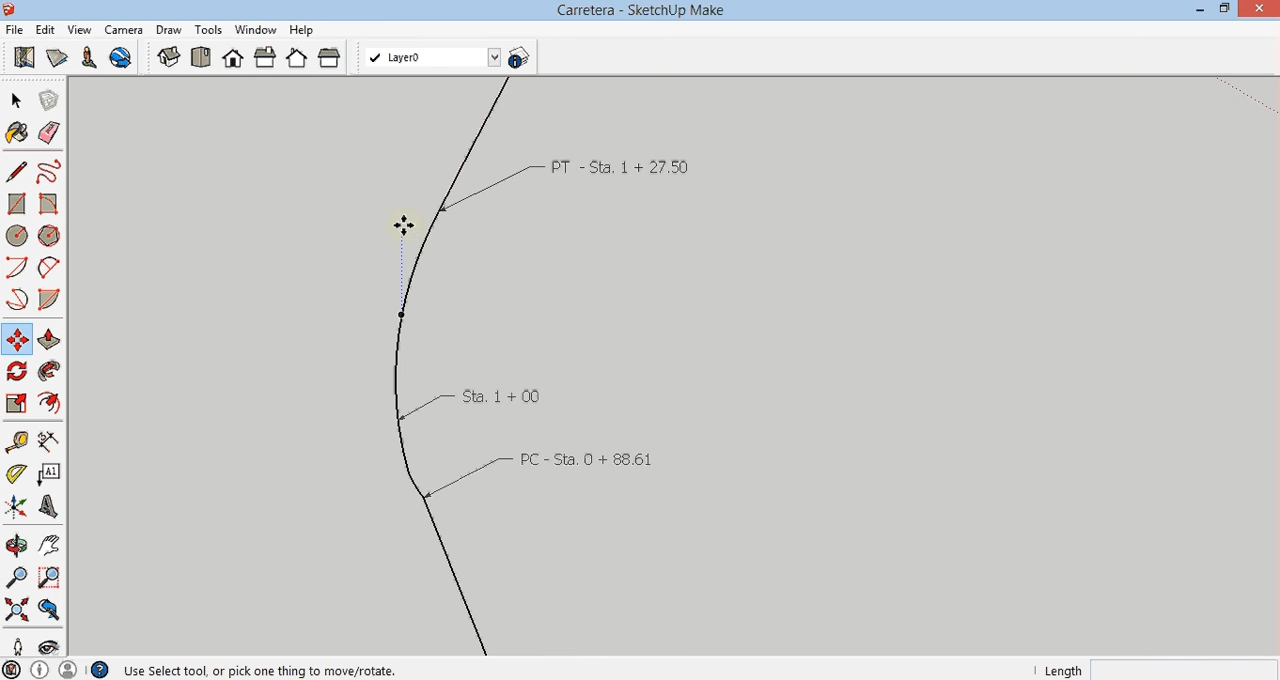 Carretera - SketchUp Make
File Edit View Camera Draw Tools Window Help
Layer0
PT - Sta. 1 + 27.50
Sta. 1 + 00
PC - Sta. 0 + 88.61
A1
Use Select tool, or pick one thing to move/rotate.
Length